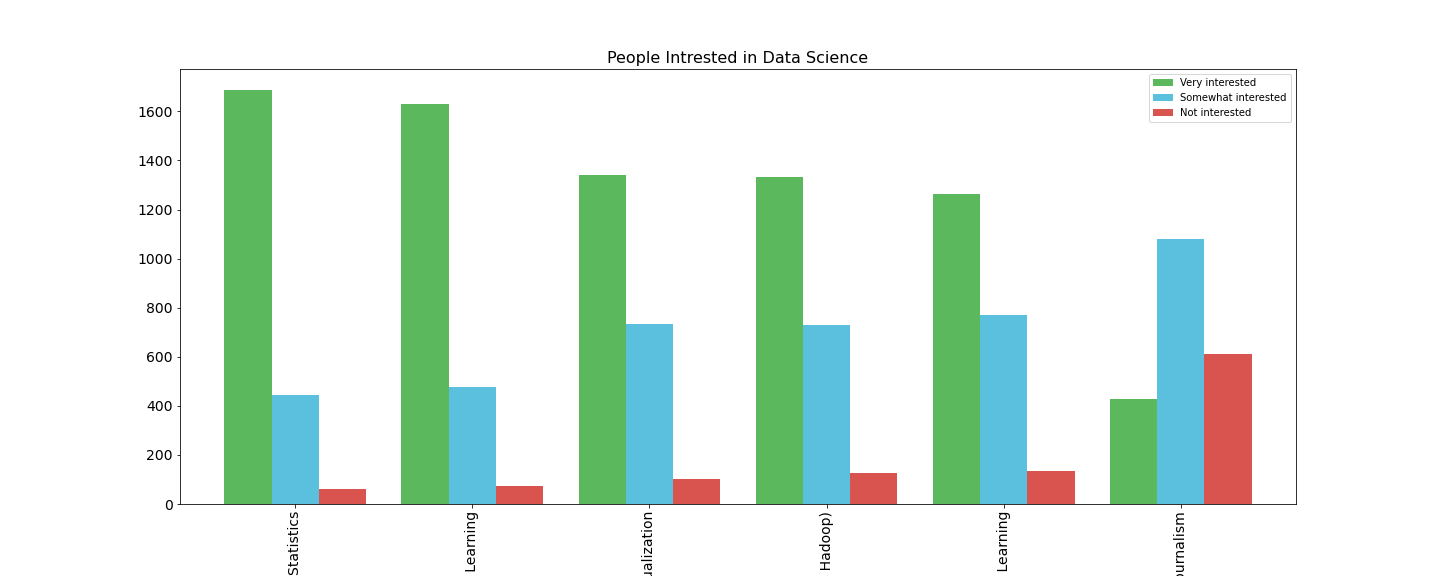 People Intrested in Data Science
Very interested
Somewhat interested
Not interested
1600
1400
1200
1000
800
600
400
200
0
Statistics
Learning
ualization
Hadoop)
Learning
ournalism